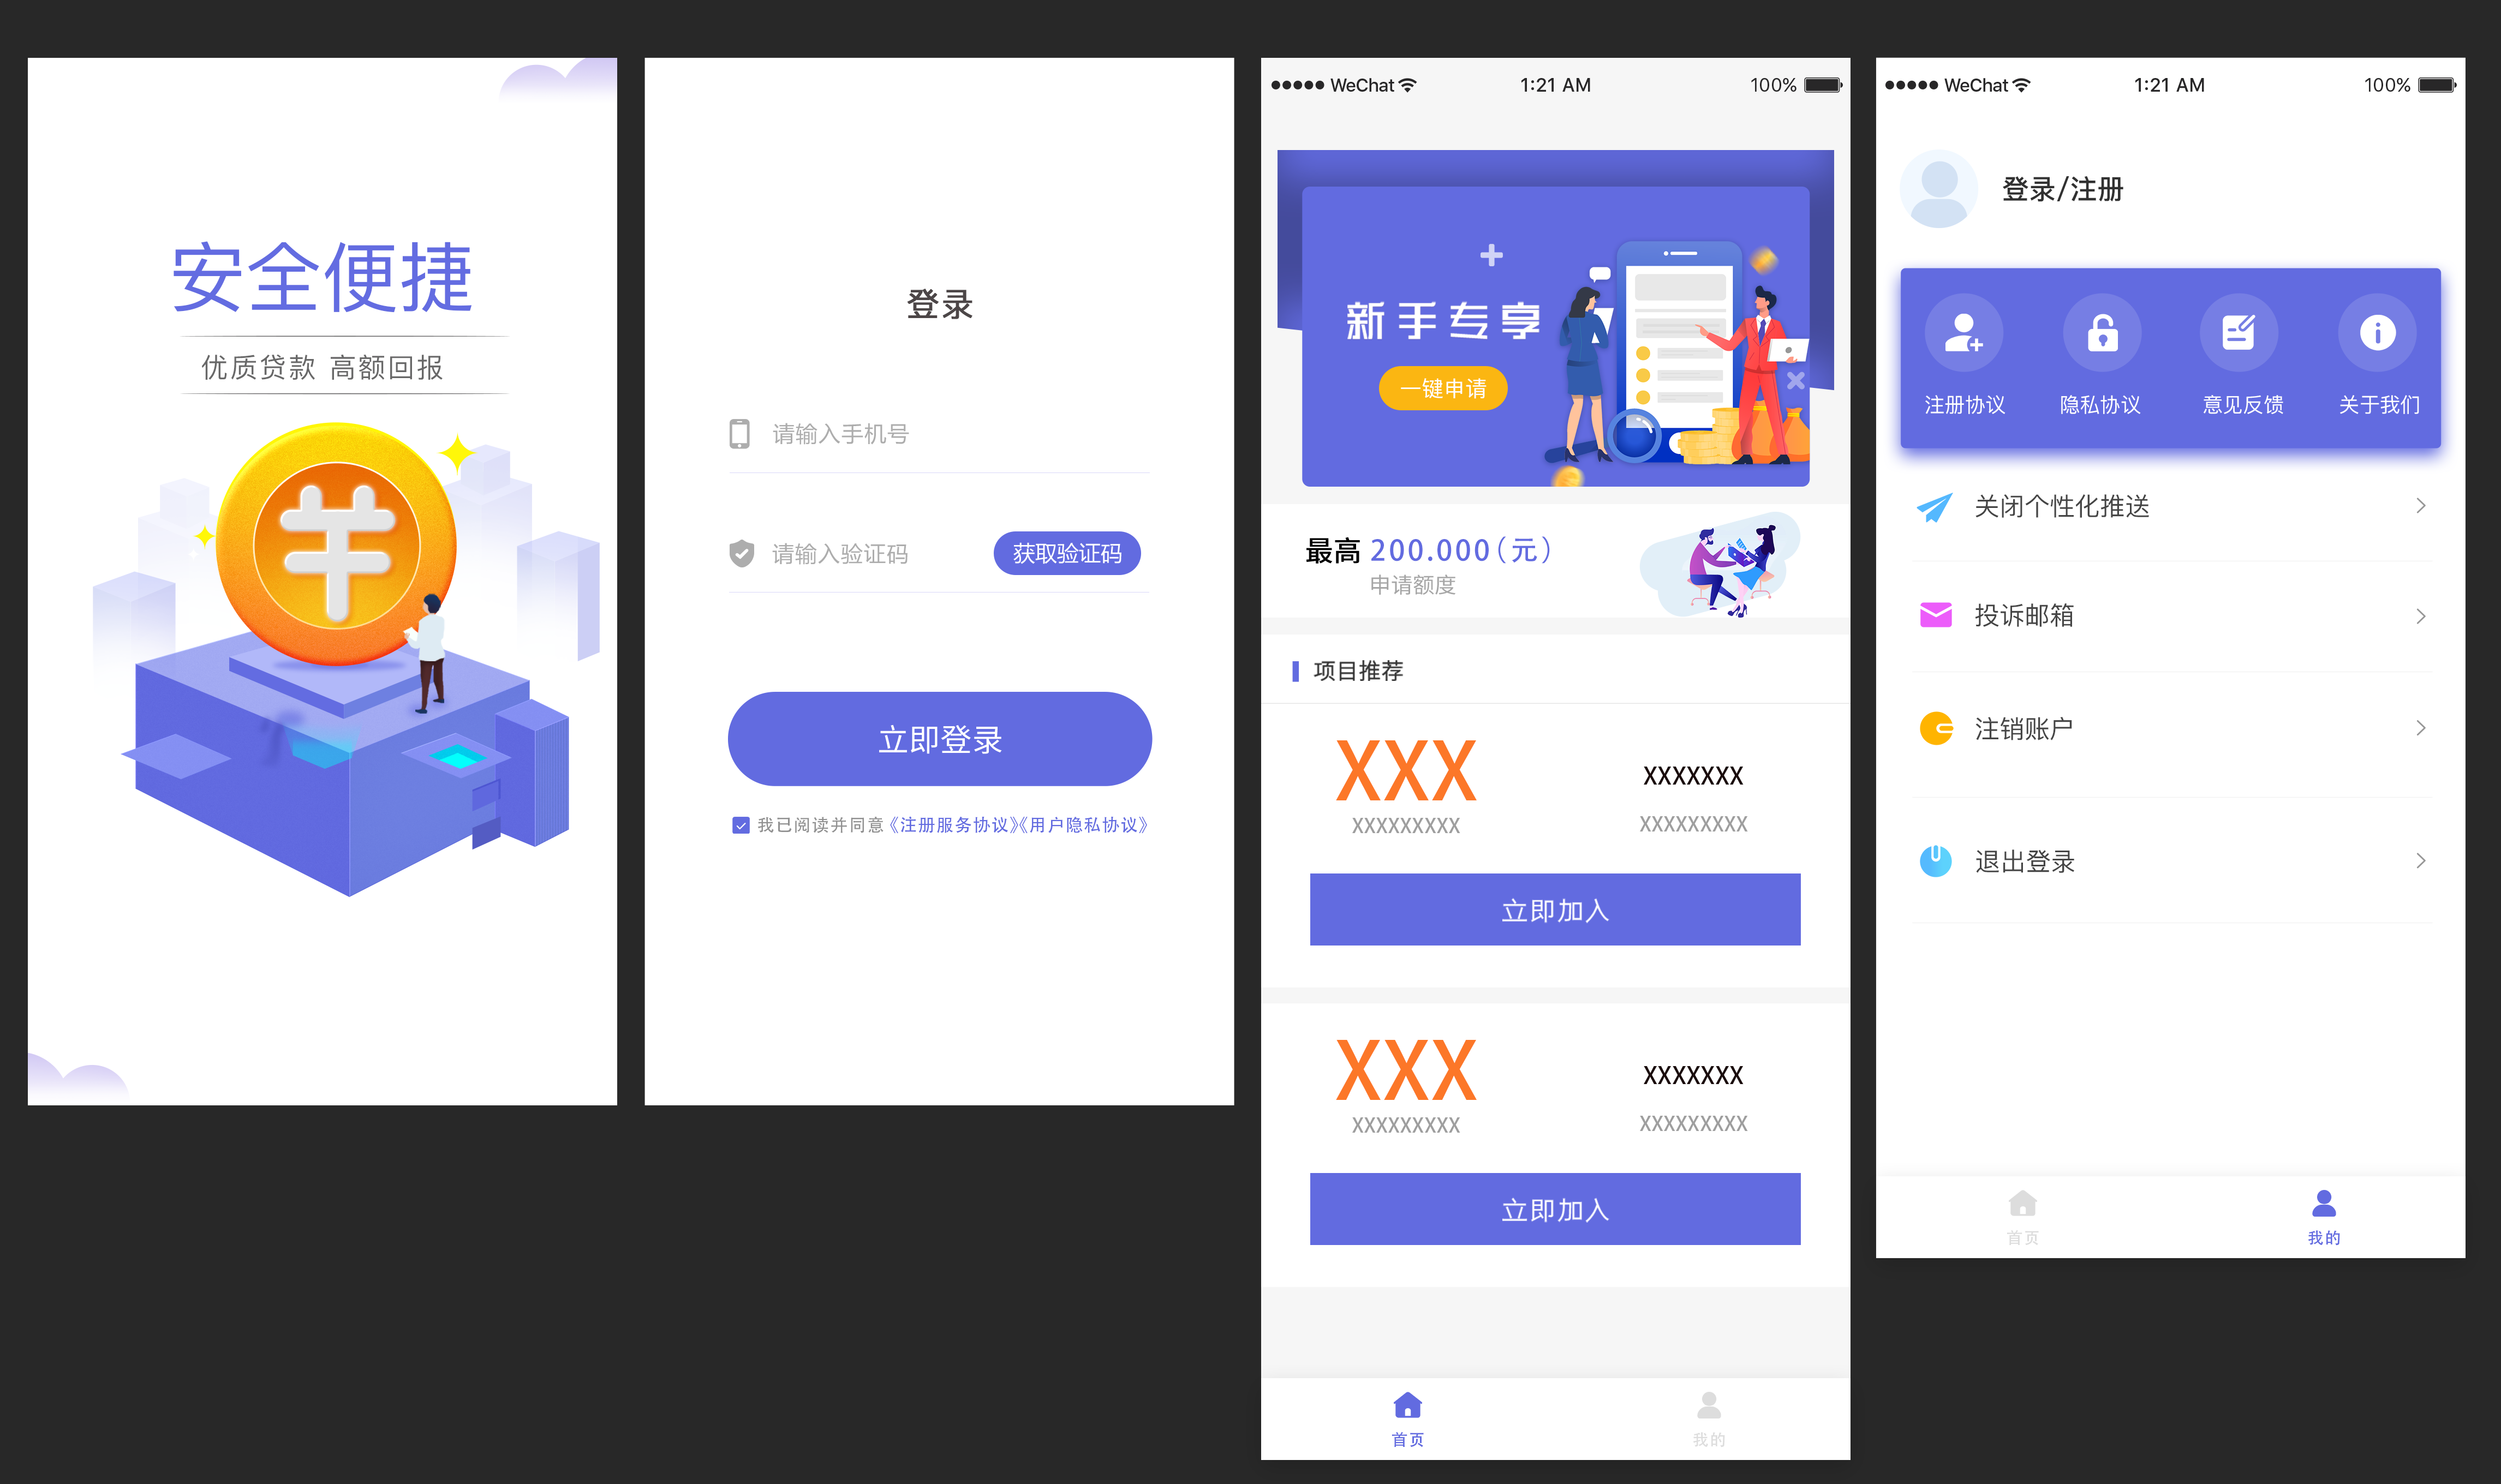 安全便捷
优质贷款 高额回报
登录
请输入手机号
请输入验证码
获取验证码
立即登录
我已阅读并同意《注册服务协议》《用户隐私协议》
WeChat 1:21 AM 100%
新手专享
一键申请
最高 200.000(元)
申请额度
项目推荐
XXX
XXXXXXX
XXXXXXXXX
XXXXXXXXX
立即加入
XXX
XXXXXXX
XXXXXXXXX
XXXXXXXXX
立即加入
首页
我的
WeChat 1:21 AM 100%
登录/注册
注册协议
隐私协议
意见反馈
关于我们
关闭个性化推送
投诉邮箱
注销账户
退出登录
首页
我的